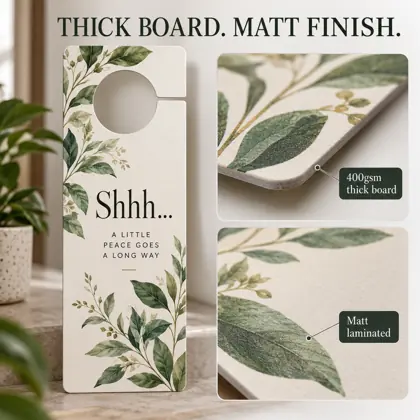 THICK BOARD. MATT FINISH.
Shhh...
A LITTLE
PEACE GOES
A LONG WAY
400gsm
thick board
Matt
laminated